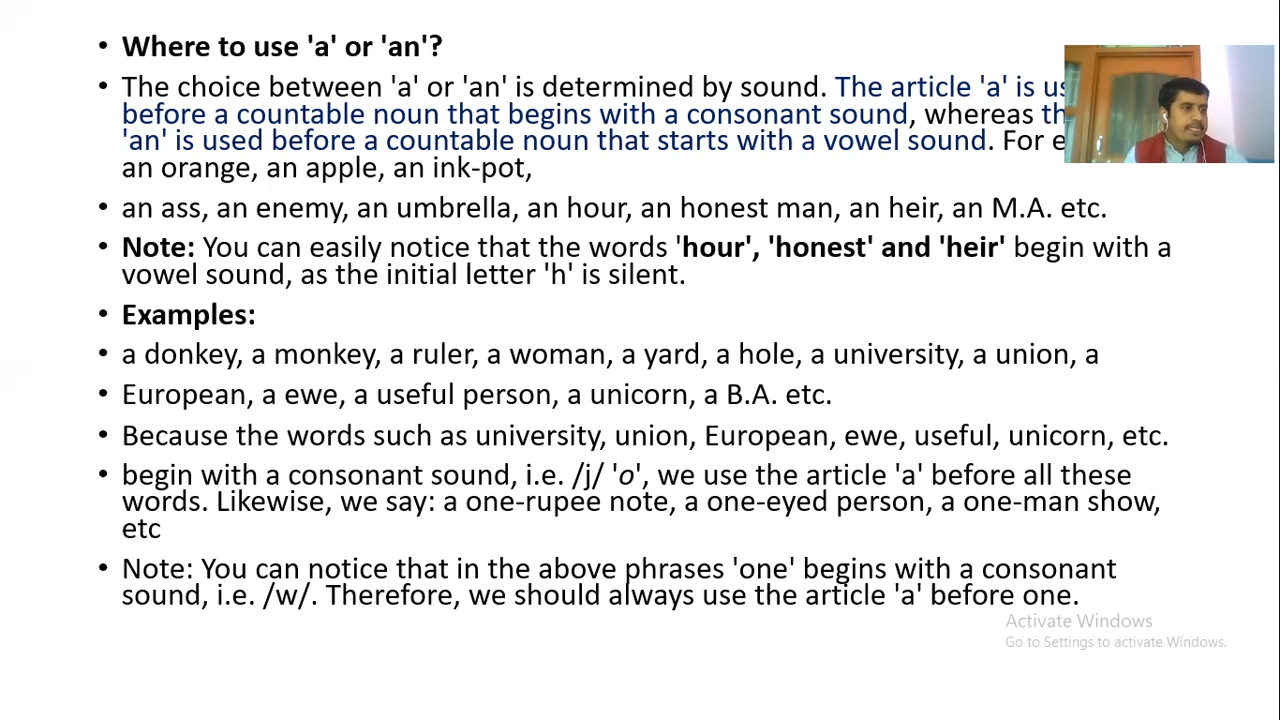 • Where to use 'a' or 'an'?
• The choice between 'a' or 'an' is determined by sound. The article 'a' is
before a countable noun that begins with a consonant sound, whereas
'an' is used before a countable noun that starts with a vowel sound. For
an orange, an apple, an ink-pot,
• an ass, an enemy, an umbrella, an hour, an honest man, an heir, an M.A. etc.
• Note: You can easily notice that the words 'hour', 'honest' and 'heir' begin with a
vowel sound, as the initial letter 'h' is silent.
• Examples:
• a donkey, a monkey, a ruler, a woman, a yard, a hole, a university, a union, a
• European, a ewe, a useful person, a unicorn, a B.A. etc.
• Because the words such as university, union, European, ewe, useful, unicorn, etc.
• begin with a consonant sound, i.e. /j/ 'o', we use the article 'a' before all these
words. Likewise, we say: a one-rupee note, a one-eyed person, a one-man show,
etc
• Note: You can notice that in the above phrases 'one' begins with a consonant
sound, i.e. /w/. Therefore, we should always use the article 'a' before one.
Activate Windows
Go to Settings to activate Windows.